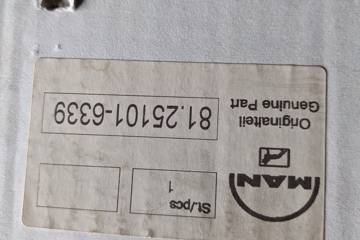 MAN
St./pcs
1
Originalteil
Genuine Part
81.25101-6339